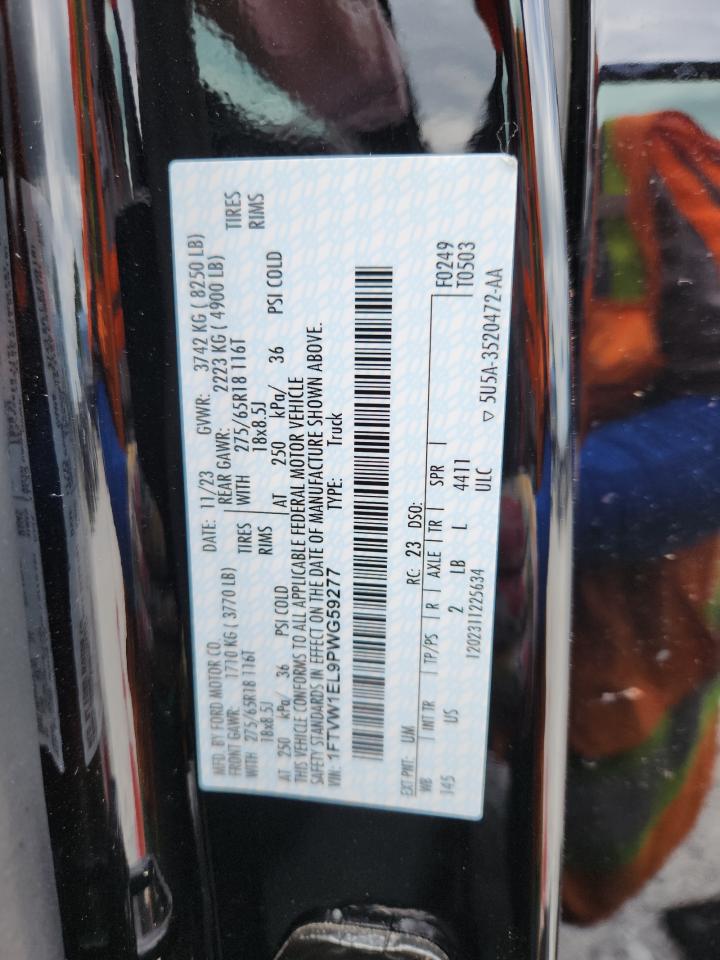 MFD. BY FORD MOTOR CO. DATE: 11/23 GVWR: 3742 KG ( 8250 LB)
FRONT GAWR: 1710 KG ( 3770 LB) REAR GAWR: 2223 KG ( 4900 LB)
WITH 275/65R18 116T TIRES WITH 275/65R18 116T TIRES
18x8.5J RIMS 18x8.5J RIMS
AT 250 kPa/ 36 PSI COLD AT 250 kPa/ 36 PSI COLD
THIS VEHICLE CONFORMS TO ALL APPLICABLE FEDERAL MOTOR VEHICLE
SAFETY STANDARDS IN EFFECT ON THE DATE OF MANUFACTURE SHOWN ABOVE.
VIN: 1FTVW1EL9PWG59277 TYPE: Truck
EXT PNT: UM RC: 23 DSO: F0249
WB INT TR TP/PS R AXLE TR SPR T0503
145 US 2 LB L 4411
12023111225634 ULC
▽ 5U5A-3520472-AA